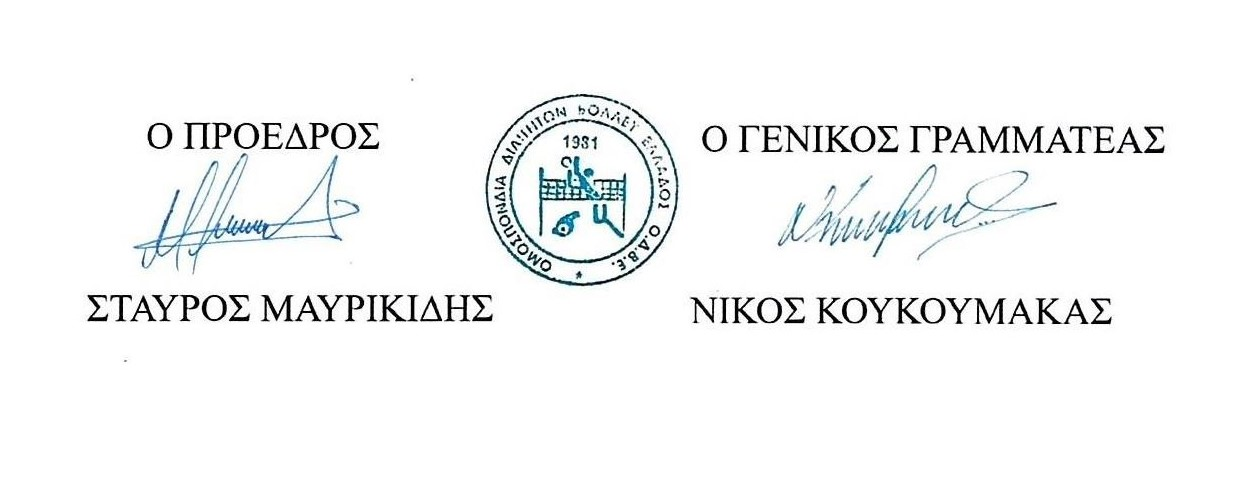 Ο ΠΡΟΕΔΡΟΣ
ΟΜΟΣΠΟΝΔΙΑ ΔΙΑΙΤΗΤΩΝ ΒΟΛΛΕΥ ΕΛΛΑΔΟΣ Ο.Δ.Β.Ε.
1981
Ο ΓΕΝΙΚΟΣ ΓΡΑΜΜΑΤΕΑΣ
ΣΤΑΥΡΟΣ ΜΑΥΡΙΚΙΔΗΣ
ΝΙΚΟΣ ΚΟΥΚΟΥΜΑΚΑΣ